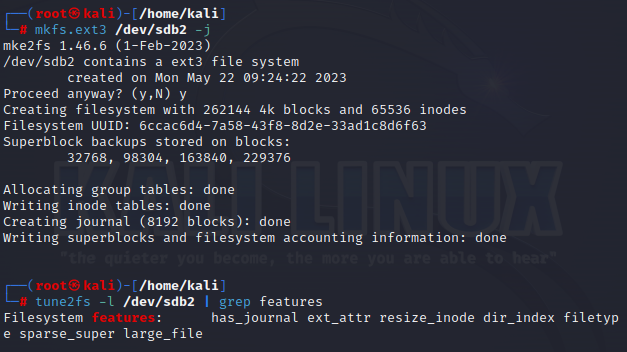 ┌──(root㉿kali)-[/home/kali]
└─# mkfs.ext3 /dev/sdb2 -j
mke2fs 1.46.6 (1-Feb-2023)
/dev/sdb2 contains a ext3 file system
        created on Mon May 22 09:24:22 2023
Proceed anyway? (y,N) y
Creating filesystem with 262144 4k blocks and 65536 inodes
Filesystem UUID: 6ccac6d4-7a58-43f8-8d2e-33ad1c8d6f63
Superblock backups stored on blocks:
        32768, 98304, 163840, 229376
KALI LINUX
Allocating group tables: done
Writing inode tables: done
Creating journal (8192 blocks): done
Writing superblocks and filesystem accounting information: done
"the quieter you become, the more you are able to hear"
┌──(root㉿kali)-[/home/kali]
└─# tune2fs -l /dev/sdb2 | grep features
Filesystem features:      has_journal ext_attr resize_inode dir_index filetyp
e sparse_super large_file